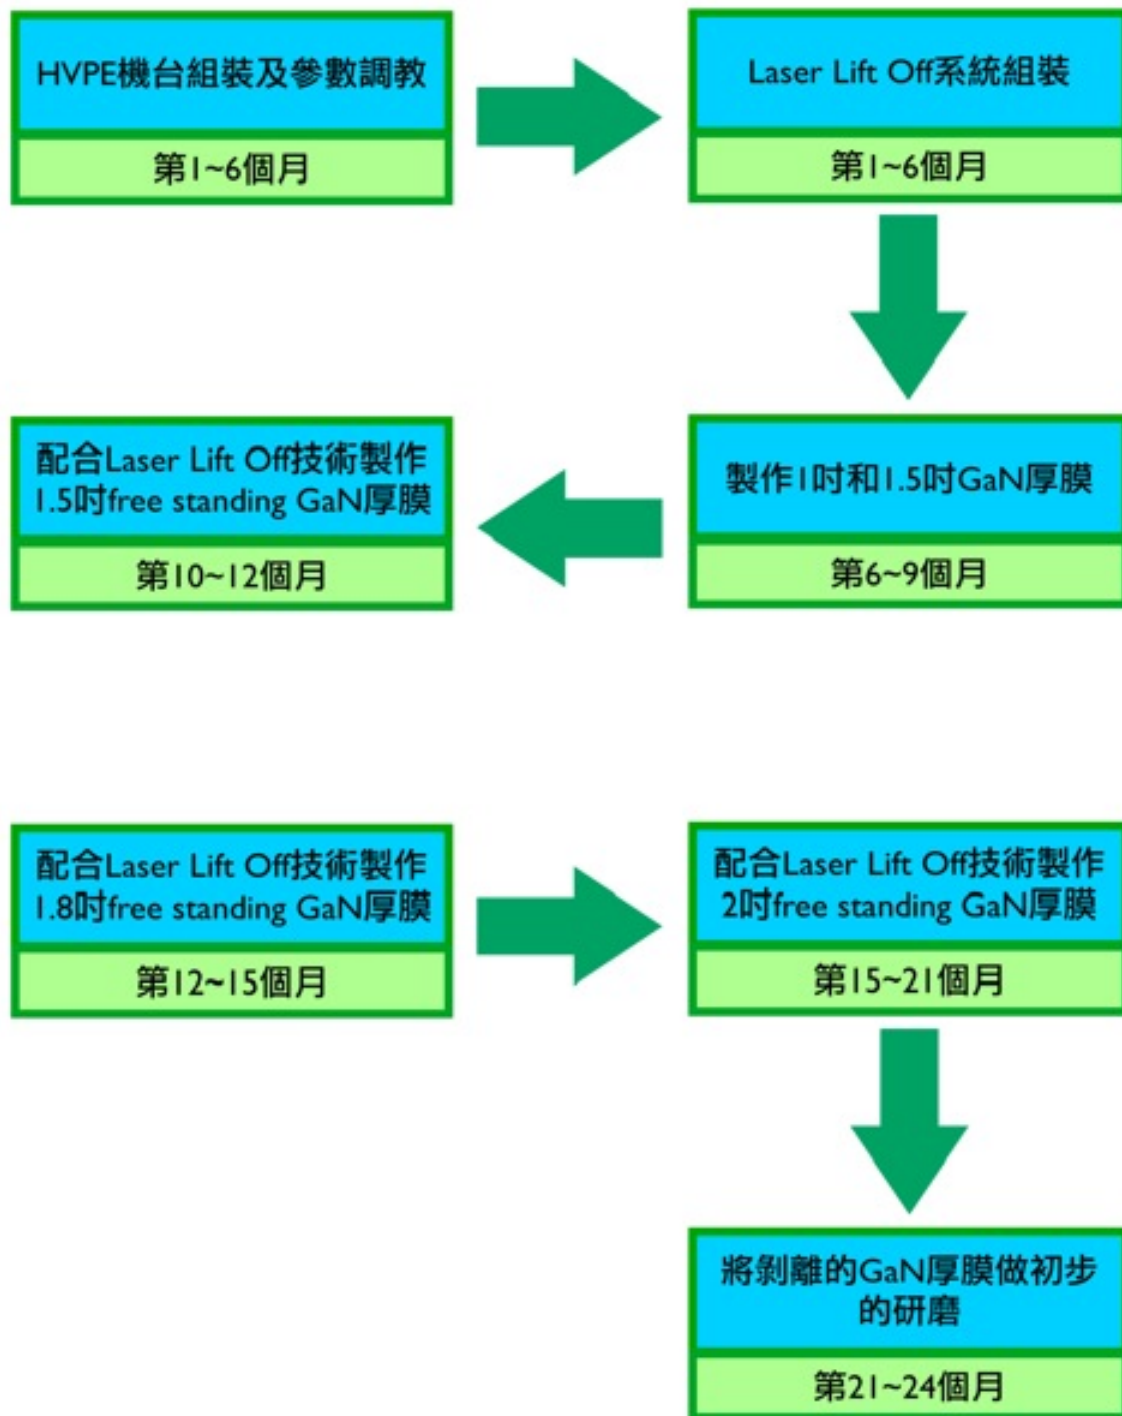 HVPE機台組裝及參數調教
第1~6個月
Laser Lift Off系統組裝
第1~6個月
製作1吋和1.5吋GaN厚膜
第6~9個月
配合Laser Lift Off技術製作
1.5吋free standing GaN厚膜
第10~12個月
配合Laser Lift Off技術製作
1.8吋free standing GaN厚膜
第12~15個月
配合Laser Lift Off技術製作
2吋free standing GaN厚膜
第15~21個月
將剝離的GaN厚膜做初步
的研磨
第21~24個月